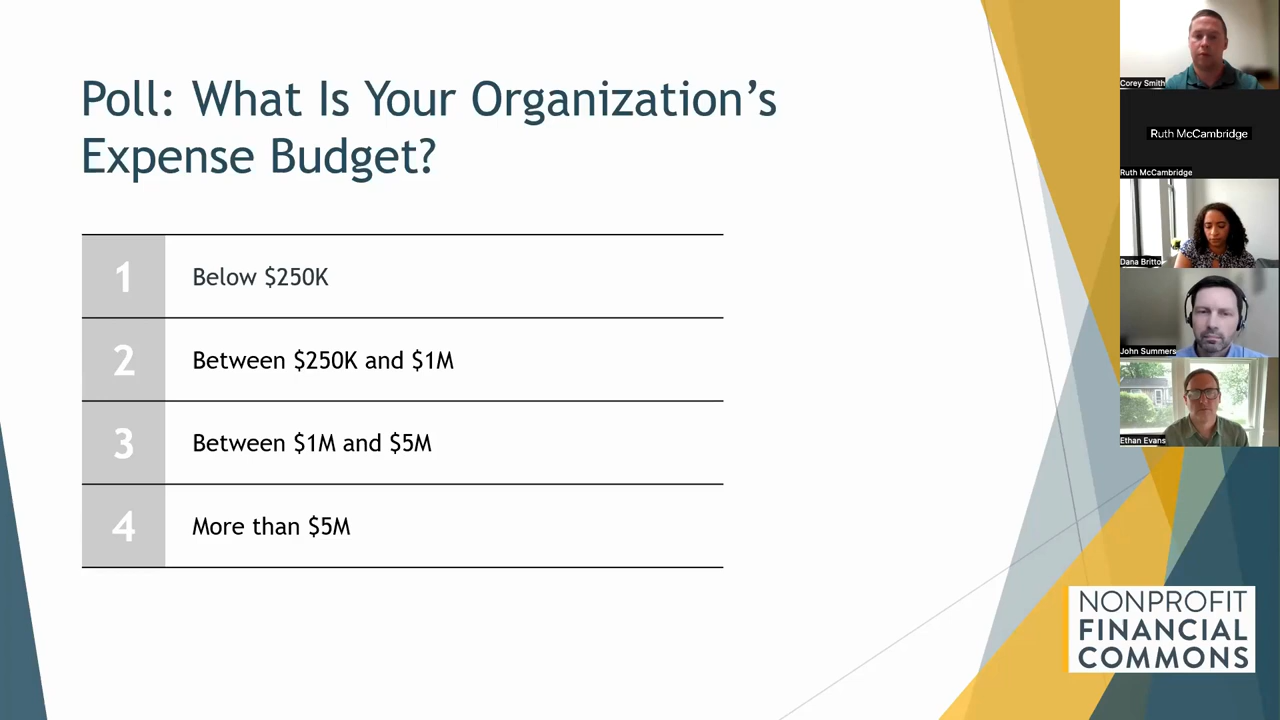 Poll: What Is Your Organization’s
Expense Budget?
1 Below $250K
2 Between $250K and $1M
3 Between $1M and $5M
4 More than $5M
Corey Smith
Ruth McCambridge
Ruth McCambridge
Dana Britto
John Summers
Ethan Evans
NONPROFIT
FINANCIAL
COMMONS